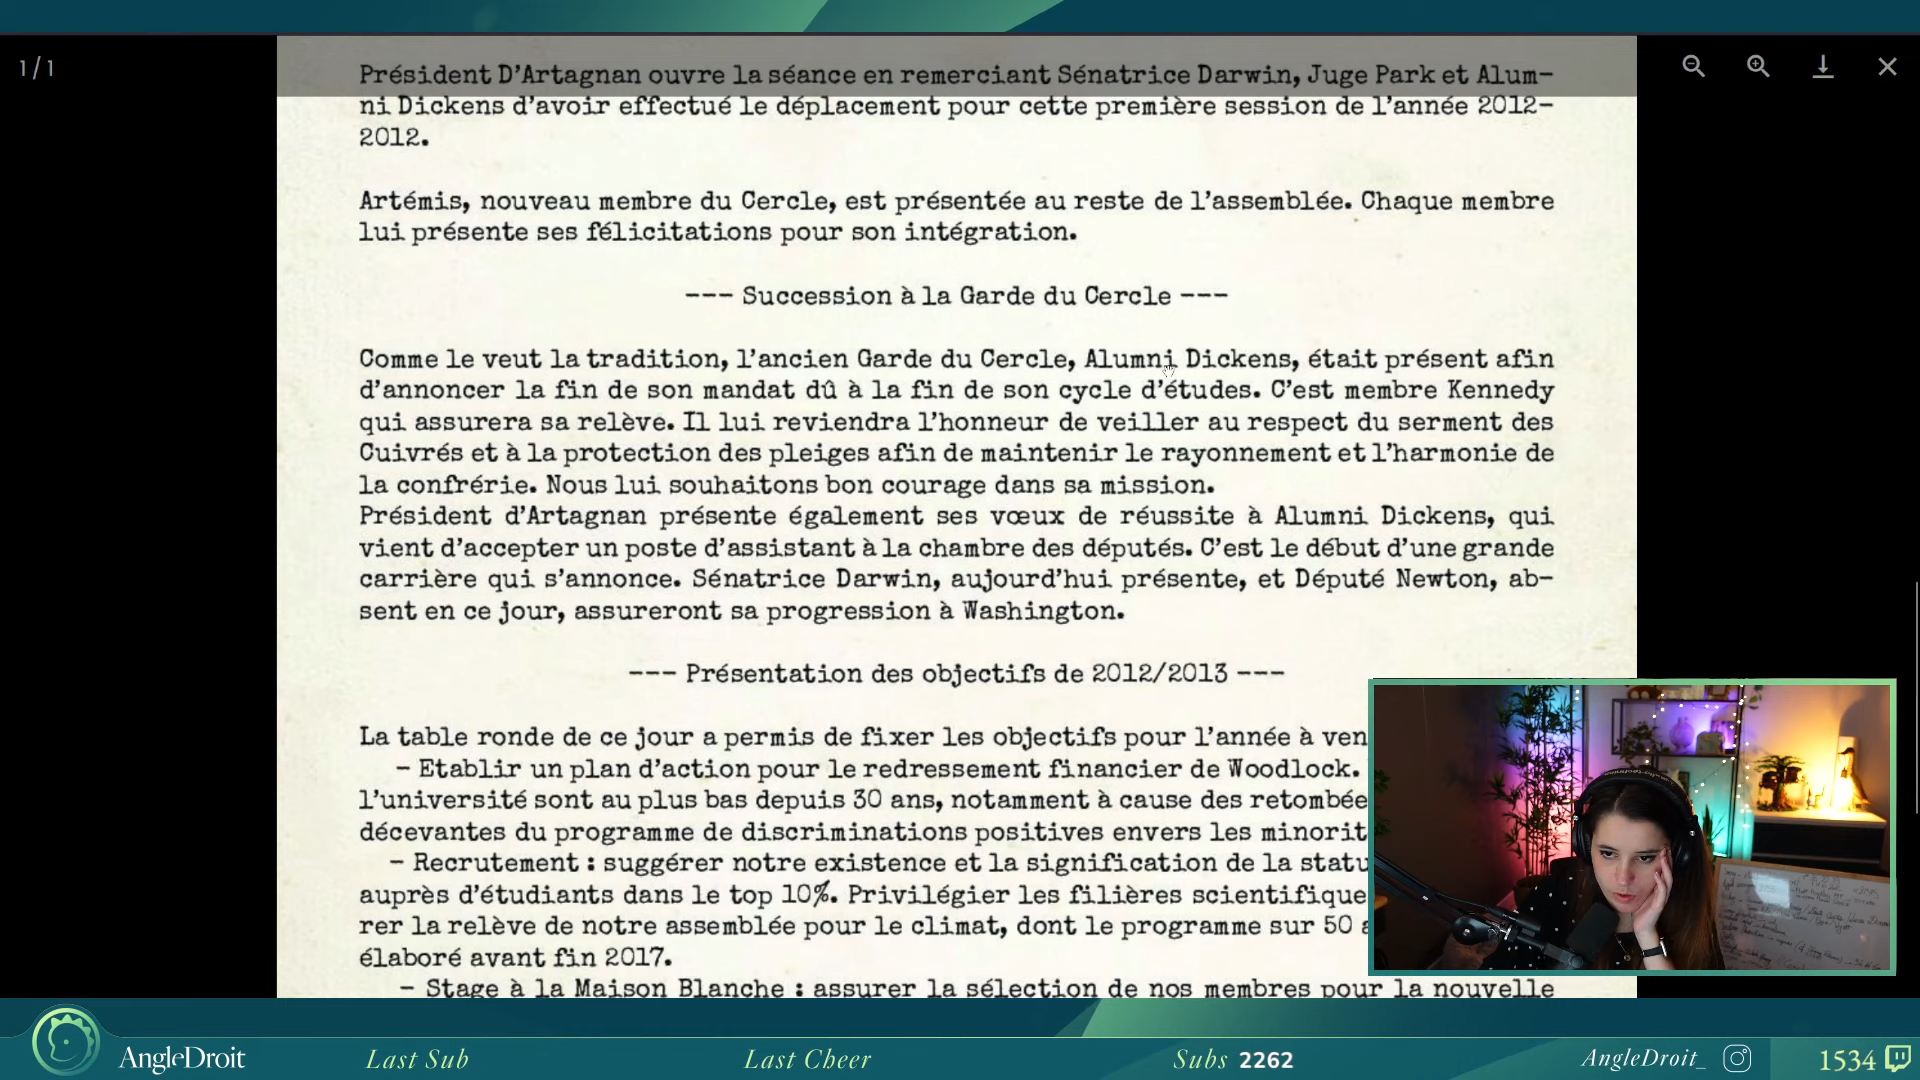 1 / 1
Président D'Artagnan ouvre la séance en remerciant Sénatrice Darwin, Juge Park et Alum-
ni Dickens d'avoir effectué le déplacement pour cette première session de l'année 2012-
2012.
Artémis, nouveau membre du Cercle, est présentée au reste de l'assemblée. Chaque membre
lui présente ses félicitations pour son intégration.
--- Succession à la Garde du Cercle ---
Comme le veut la tradition, l'ancien Garde du Cercle, Alumni Dickens, était présent afin
d'annoncer la fin de son mandat dû à la fin de son cycle d'études. C'est membre Kennedy
qui assurera sa relève. Il lui reviendra l'honneur de veiller au respect du serment des
Cuivrés et à la protection des pleiges afin de maintenir le rayonnement et l'harmonie de
la confrérie. Nous lui souhaitons bon courage dans sa mission.
Président d'Artagnan présente également ses vœux de réussite à Alumni Dickens, qui
vient d'accepter un poste d'assistant à la chambre des députés. C'est le début d'une grande
carrière qui s'annonce. Sénatrice Darwin, aujourd'hui présente, et Député Newton, ab-
sent en ce jour, assureront sa progression à Washington.
--- Présentation des objectifs de 2012/2013 ---
La table ronde de ce jour a permis de fixer les objectifs pour l'année à ven
- Etablir un plan d'action pour le redressement financier de Woodlock.
l'université sont au plus bas depuis 30 ans, notamment à cause des retombée
décevantes du programme de discriminations positives envers les minorit
- Recrutement : suggérer notre existence et la signification de la statu
auprès d'étudiants dans le top 10%. Privilégier les filières scientifique
rer la relève de notre assemblée pour le climat, dont le programme sur 50 a
élaboré avant fin 2017.
- Stage à la Maison Blanche : assurer la sélection de nos membres pour la nouvelle
AngleDroit
Last Sub
Last Cheer
Subs 2262
AngleDroit_
1534